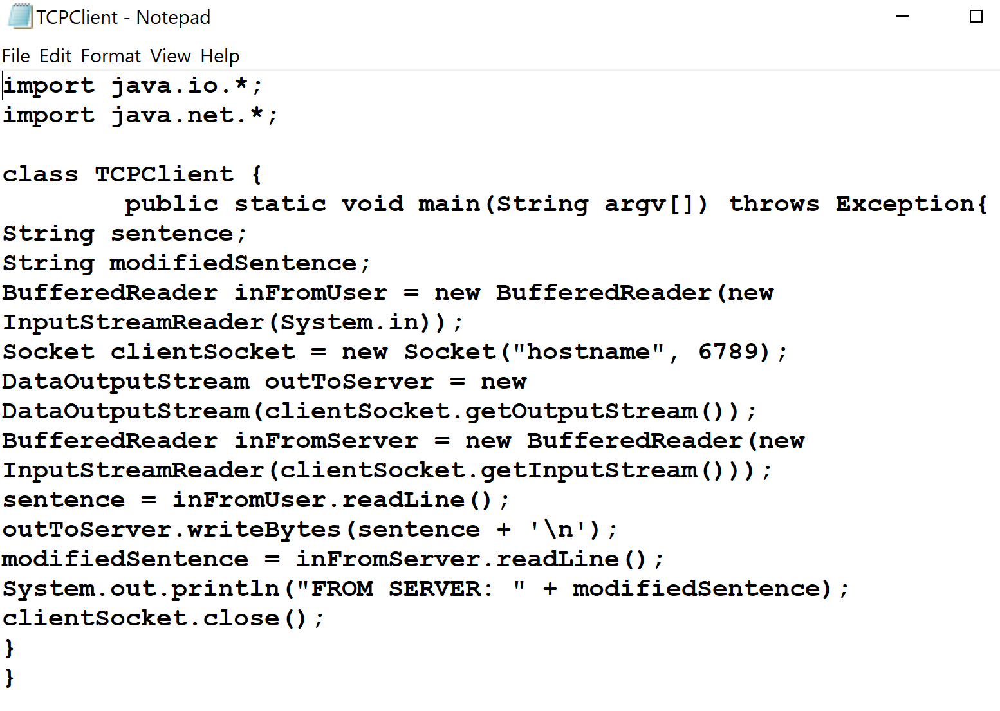 TCPClient - Notepad
File Edit Format View Help
import java.io.*;
import java.net.*;

class TCPClient {
        public static void main(String argv[]) throws Exception{
String sentence;
String modifiedSentence;
BufferedReader inFromUser = new BufferedReader(new
InputStreamReader(System.in));
Socket clientSocket = new Socket("hostname", 6789);
DataOutputStream outToServer = new
DataOutputStream(clientSocket.getOutputStream());
BufferedReader inFromServer = new BufferedReader(new
InputStreamReader(clientSocket.getInputStream()));
sentence = inFromUser.readLine();
outToServer.writeBytes(sentence + '\n');
modifiedSentence = inFromServer.readLine();
System.out.println("FROM SERVER: " + modifiedSentence);
clientSocket.close();
}
}